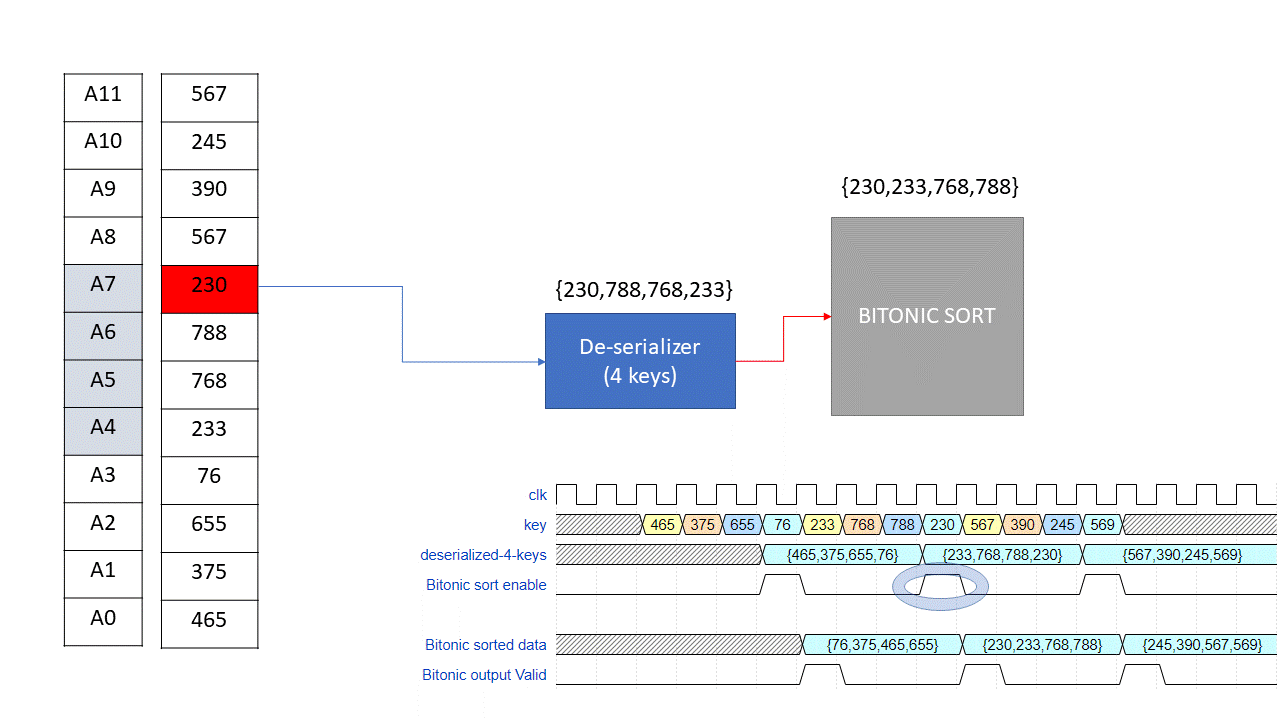 A11 567
A10 245
A9 390
A8 567
A7 230
A6 788
A5 768
A4 233
A3 76
A2 655
A1 375
A0 465
{230,788,768,233}
De-serializer
(4 keys)
{230,233,768,788}
BITONIC SORT
clk
key 465 375 655 76 233 768 788 230 567 390 245 569
deserialized-4-keys {465,375,655,76} {233,768,788,230} {567,390,245,569}
Bitonic sort enable
Bitonic sorted data {76,375,465,655} {230,233,768,788} {245,390,567,569}
Bitonic output Valid